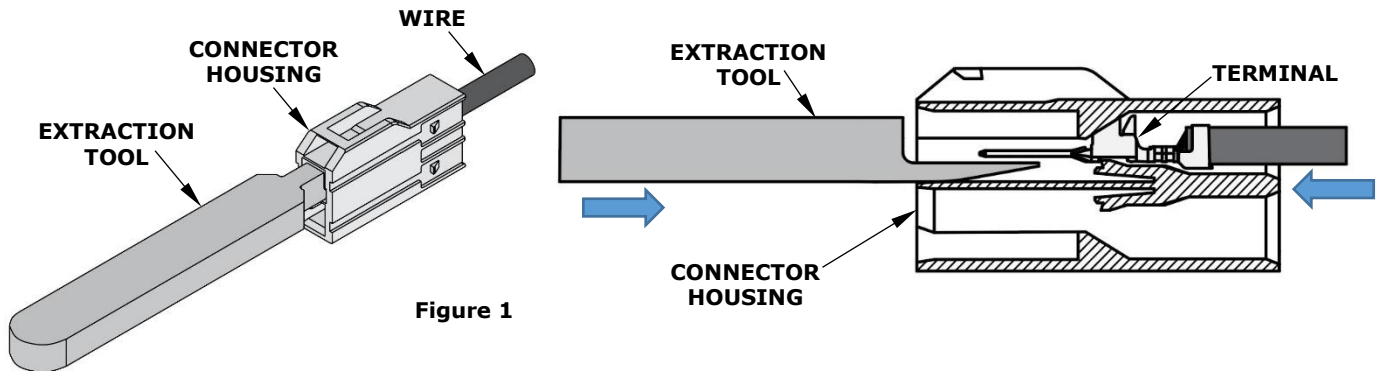 WIRE
CONNECTOR
HOUSING
EXTRACTION
TOOL
Figure 1
EXTRACTION
TOOL
TERMINAL
CONNECTOR
HOUSING